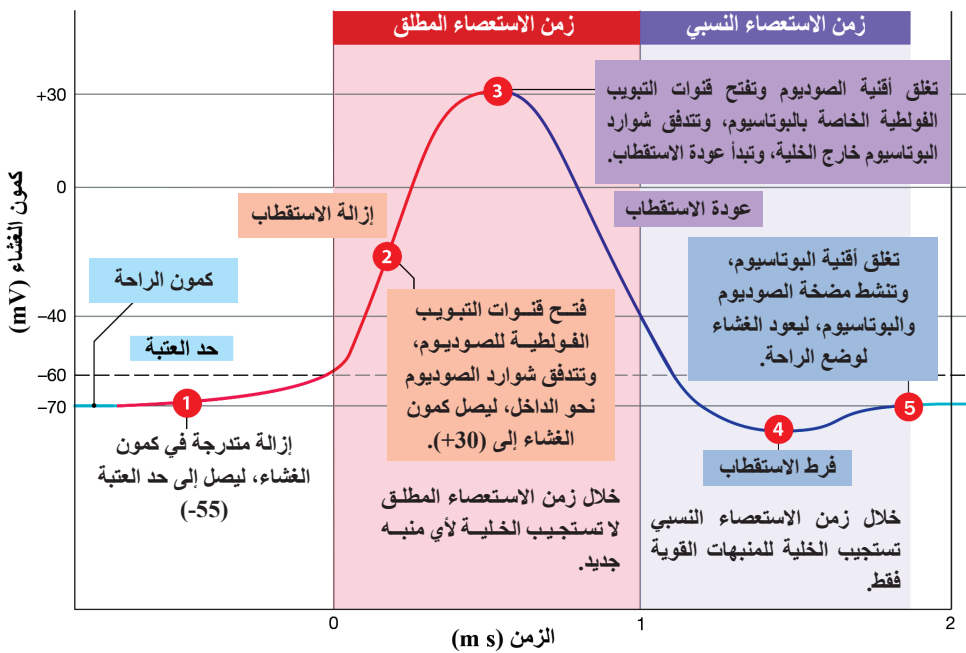 زمن الاستعصاء المطلق
زمن الاستعصاء النسبي
كمون الغشاء (mV)
+30
0
−40
−60
−70
3
تغلق أقنية الصوديوم وتفتح قنوات التبويب
الفولطية الخاصة بالبوتاسيوم، وتتدفق شوارد
البوتاسيوم خارج الخلية، وتبدأ عودة الاستقطاب.
إزالة الاستقطاب
عودة الاستقطاب
2
كمون الراحة
حد العتبة
فتح قنوات التبويب
الفولطية للصوديوم،
وتتدفق شوارد الصوديوم
نحو الداخل، ليصل كمون
الغشاء إلى (30+).
تغلق أقنية البوتاسيوم،
وتنشط مضخة الصوديوم
والبوتاسيوم، ليعود الغشاء
لوضع الراحة.
1
إزالة متدرجة في كمون
الغشاء، ليصل إلى حد العتبة
(-55)
4
5
فرط الاستقطاب
خلال زمن الاستعصاء المطلق
لا تستجيب الخلية لأي منبه
جديد.
خلال زمن الاستعصاء النسبي
تستجيب الخلية للمنبهات القوية
فقط.
0
1
2
الزمن (m s)